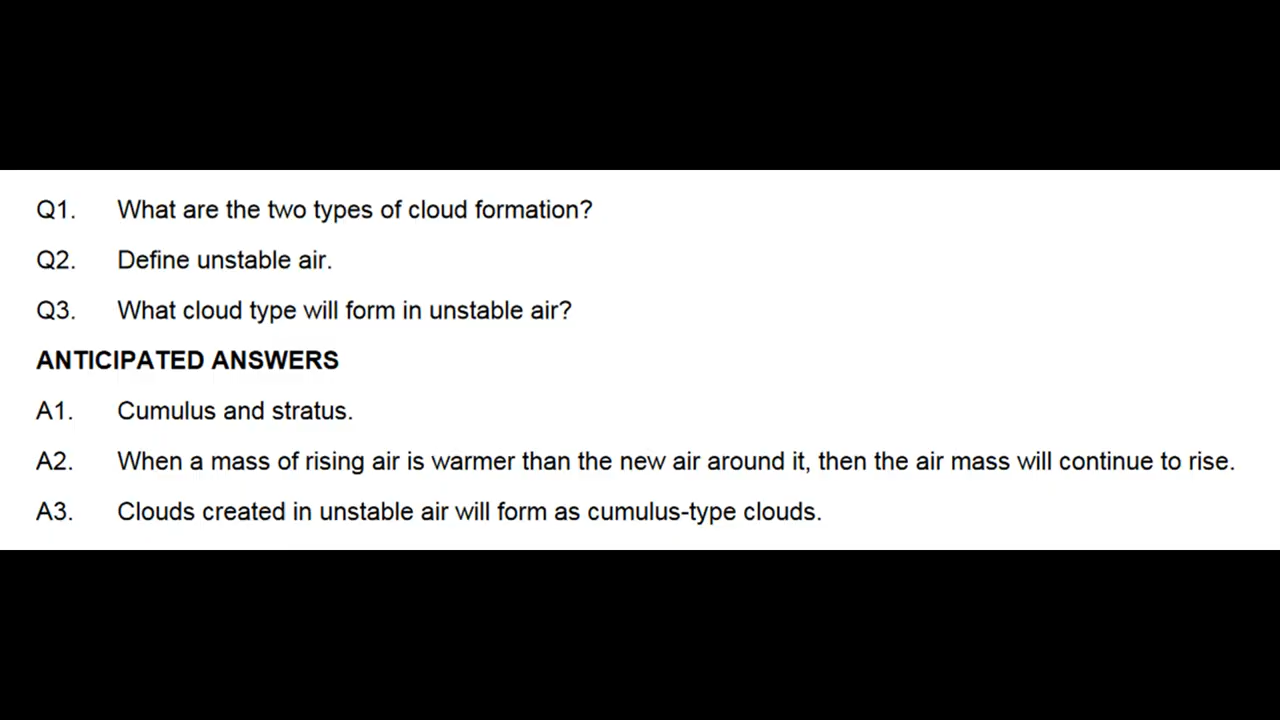 Q1. What are the two types of cloud formation?
Q2. Define unstable air.
Q3. What cloud type will form in unstable air?
ANTICIPATED ANSWERS
A1. Cumulus and stratus.
A2. When a mass of rising air is warmer than the new air around it, then the air mass will continue to rise.
A3. Clouds created in unstable air will form as cumulus-type clouds.